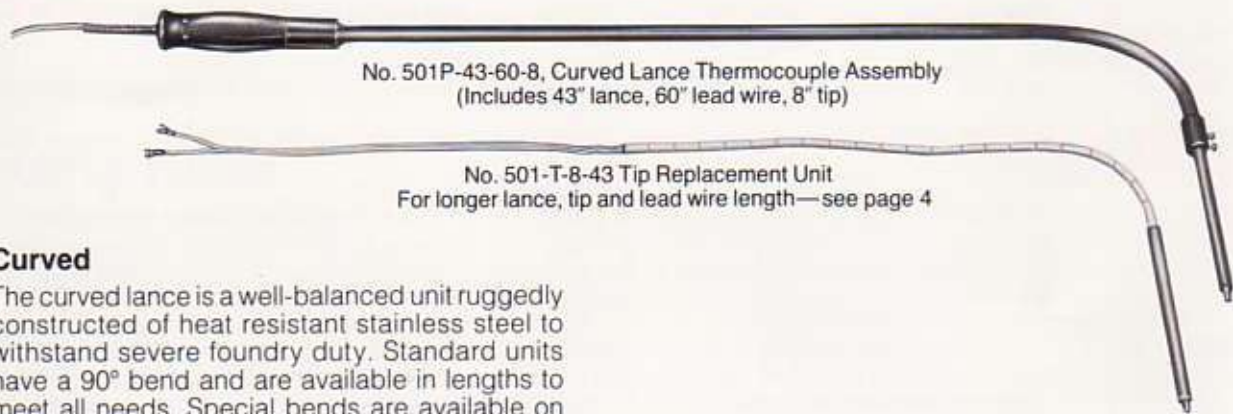 No. 501P-43-60-8, Curved Lance Thermocouple Assembly
(Includes 43" lance, 60" lead wire, 8" tip)
No. 501-T-8-43 Tip Replacement Unit
For longer lance, tip and lead wire length—see page 4
Curved
The curved lance is a well-balanced unit ruggedly
constructed of heat resistant stainless steel to
withstand severe foundry duty. Standard units
have a 90° bend and are available in lengths to
meet all needs. Special bends are available on